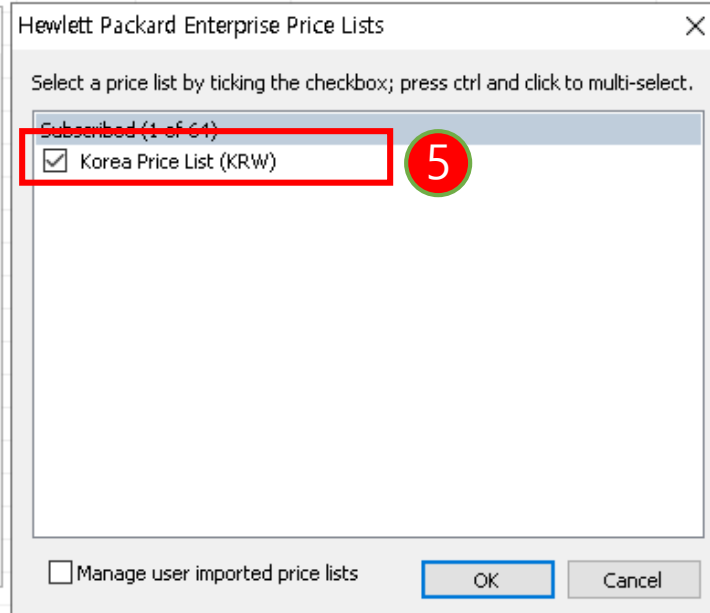 Hewlett Packard Enterprise Price Lists
Select a price list by ticking the checkbox; press ctrl and click to multi-select.
Subscribed (1 of 64)
Korea Price List (KRW)
5
Manage user imported price lists
OK
Cancel